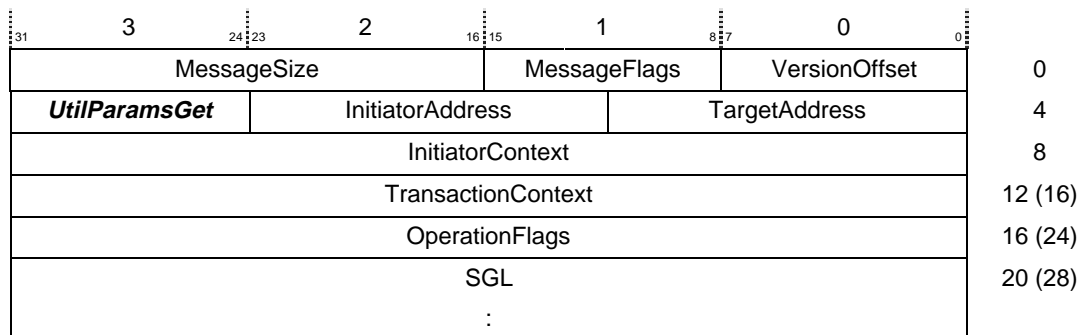 3 2 1 0
31 24 23 16 15 8 7 0
MessageSize MessageFlags VersionOffset 0
UtilParamsGet InitiatorAddress TargetAddress 4
InitiatorContext 8
TransactionContext 12 (16)
OperationFlags 16 (24)
SGL 20 (28)
: